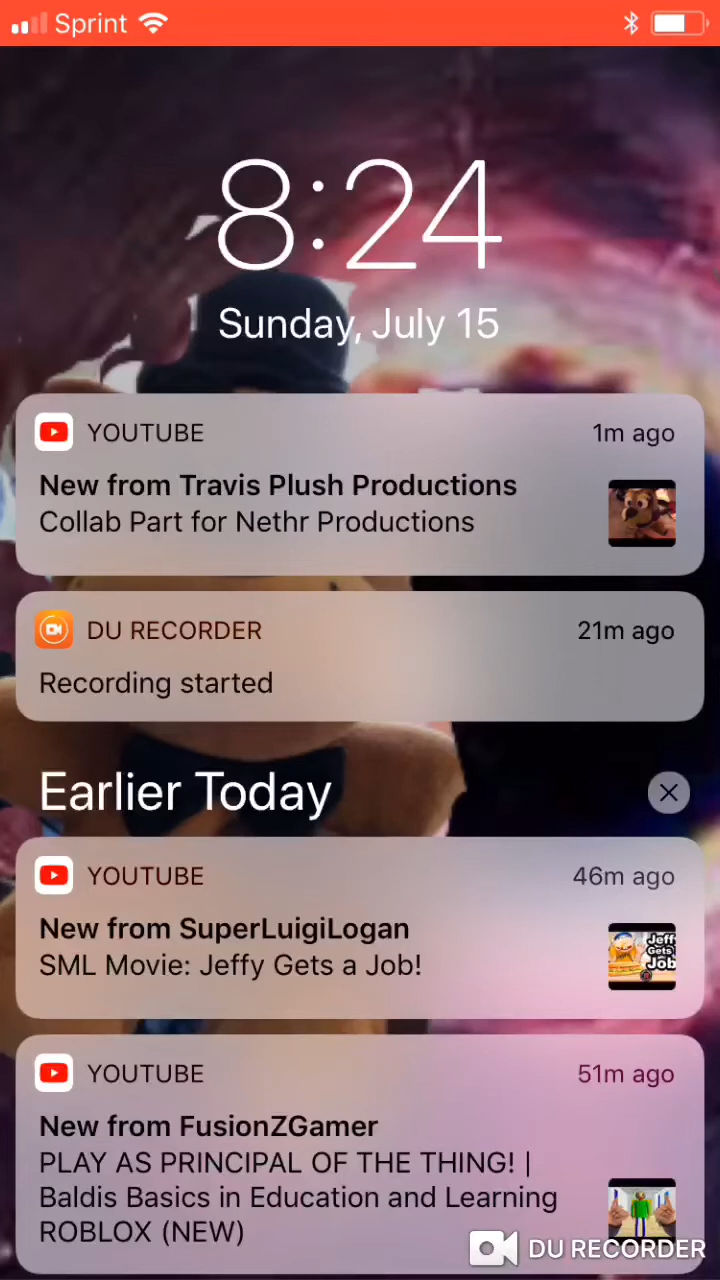 Sprint
8:24
Sunday, July 15
YOUTUBE
1m ago
New from Travis Plush Productions
Collab Part for Nethr Productions
DU RECORDER
21m ago
Recording started
Earlier Today
YOUTUBE
46m ago
New from SuperLuigiLogan
SML Movie: Jeffy Gets a Job!
Jeffy
Gets
Job
YOUTUBE
51m ago
New from FusionZGamer
PLAY AS PRINCIPAL OF THE THING! |
Baldis Basics in Education and Learning
ROBLOX (NEW)
DU RECORDER